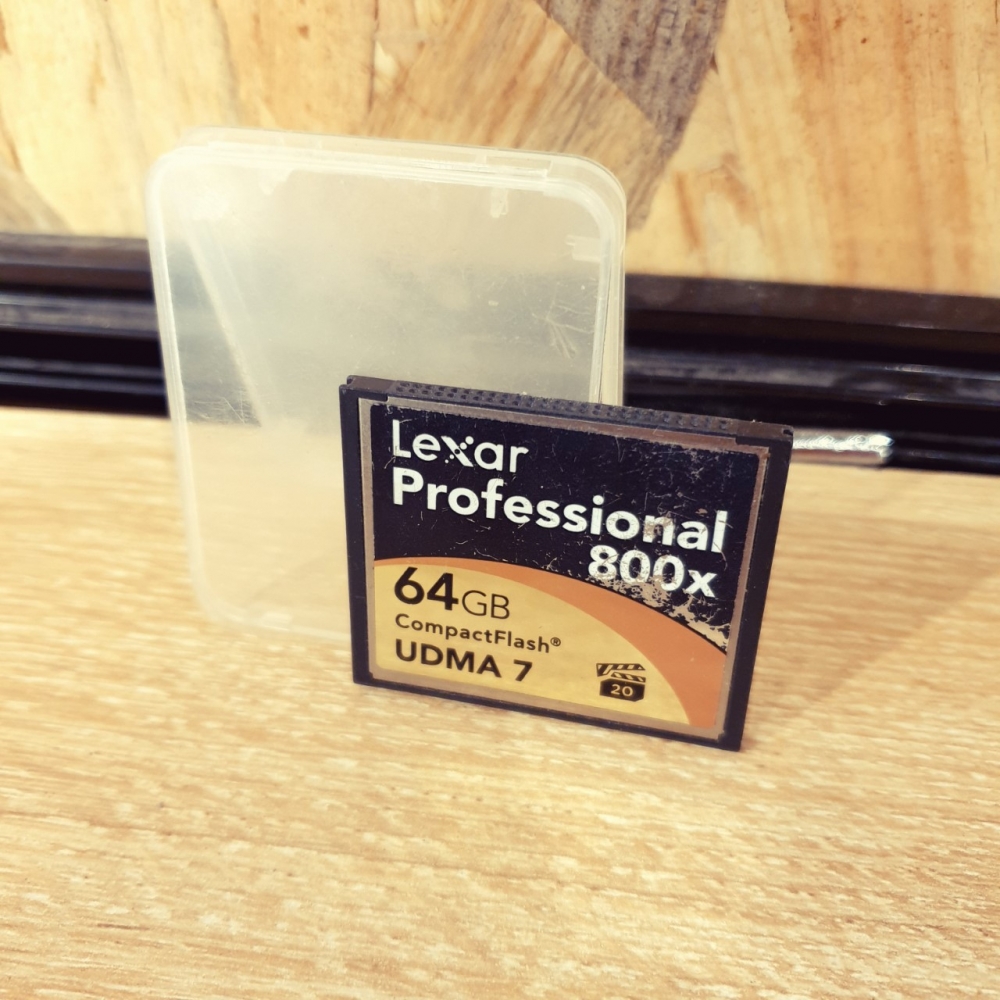 Lexar
Professional
800x
64GB
CompactFlash®
UDMA 7
20